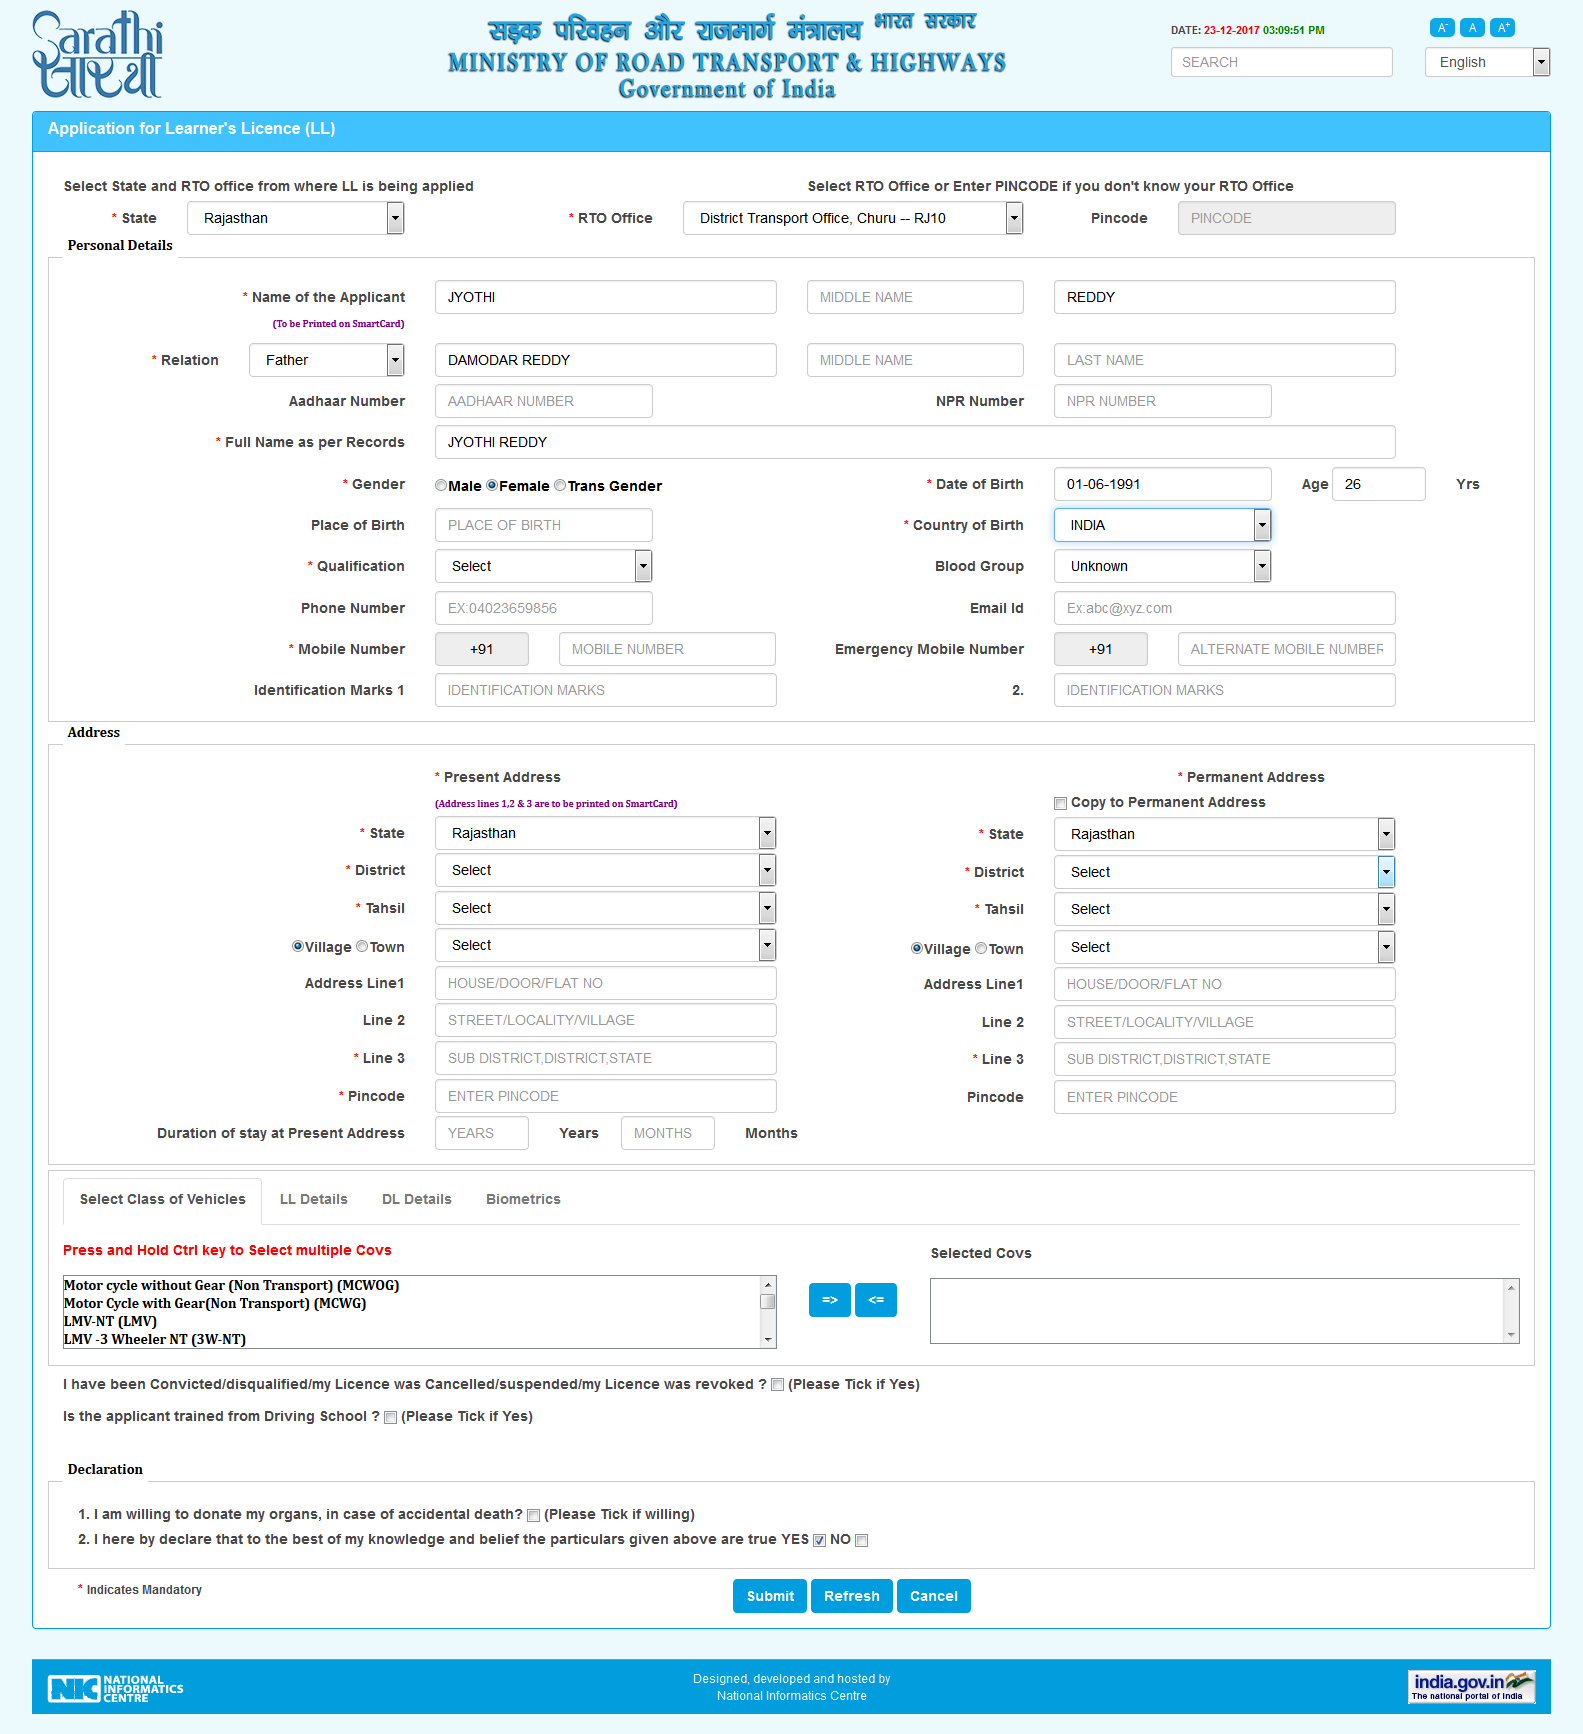 Sarathi
सारथी
सड़क परिवहन और राजमार्ग मंत्रालय भारत सरकार
MINISTRY OF ROAD TRANSPORT & HIGHWAYS
Government of India
DATE: 23-12-2017 03:09:51 PM
A- A A+
SEARCH
English
Application for Learner's Licence (LL)
Select State and RTO office from where LL is being applied
Select RTO Office or Enter PINCODE if you don't know your RTO Office
* State Rajasthan * RTO Office District Transport Office, Churu -- RJ10 Pincode PINCODE
Personal Details
* Name of the Applicant JYOTHI MIDDLE NAME REDDY
(To be Printed on SmartCard)
* Relation Father DAMODAR REDDY MIDDLE NAME LAST NAME
Aadhaar Number AADHAAR NUMBER NPR Number NPR NUMBER
* Full Name as per Records JYOTHI REDDY
* Gender Male Female Trans Gender * Date of Birth 01-06-1991 Age 26 Yrs
Place of Birth PLACE OF BIRTH * Country of Birth INDIA
* Qualification Select Blood Group Unknown
Phone Number EX:04023659856 Email Id Ex:abc@xyz.com
* Mobile Number +91 MOBILE NUMBER Emergency Mobile Number +91 ALTERNATE MOBILE NUMBER
Identification Marks 1 IDENTIFICATION MARKS 2. IDENTIFICATION MARKS
Address
* Present Address * Permanent Address
(Address lines 1,2 & 3 are to be printed on SmartCard) Copy to Permanent Address
* State Rajasthan * State Rajasthan
* District Select * District Select
* Tahsil Select * Tahsil Select
Village Town Select Village Town Select
Address Line1 HOUSE/DOOR/FLAT NO Address Line1 HOUSE/DOOR/FLAT NO
Line 2 STREET/LOCALITY/VILLAGE Line 2 STREET/LOCALITY/VILLAGE
* Line 3 SUB DISTRICT,DISTRICT,STATE * Line 3 SUB DISTRICT,DISTRICT,STATE
* Pincode ENTER PINCODE Pincode ENTER PINCODE
Duration of stay at Present Address YEARS Years MONTHS Months
Select Class of Vehicles LL Details DL Details Biometrics
Press and Hold Ctrl key to Select multiple Covs
Selected Covs
Motor cycle without Gear (Non Transport) (MCWOG)
Motor Cycle with Gear(Non Transport) (MCWG)
LMV-NT (LMV)
LMV -3 Wheeler NT (3W-NT)
=> <=
I have been Convicted/disqualified/my Licence was Cancelled/suspended/my Licence was revoked ? (Please Tick if Yes)
Is the applicant trained from Driving School ? (Please Tick if Yes)
Declaration
1. I am willing to donate my organs, in case of accidental death? (Please Tick if willing)
2. I here by declare that to the best of my knowledge and belief the particulars given above are true YES NO
* Indicates Mandatory
Submit Refresh Cancel
NIC NATIONAL
INFORMATICS
CENTRE
Designed, developed and hosted by
National Informatics Centre
india.gov.in
The national portal of India